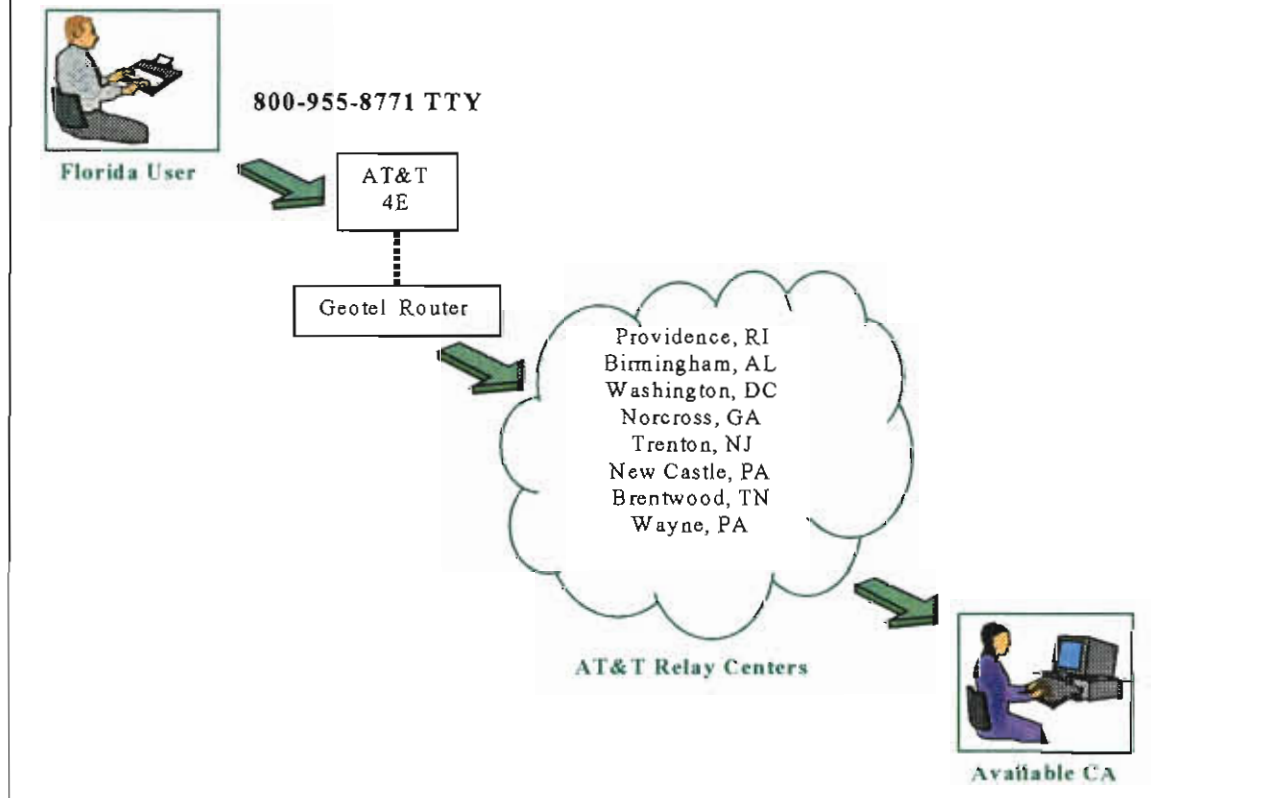 800-955-8771 TTY
Florida User
AT&T
4E
Geotel Router
Providence, RI
Birmingham, AL
Washington, DC
Norcross, GA
Trenton, NJ
New Castle, PA
Brentwood, TN
Wayne, PA
AT&T Relay Centers
Available CA